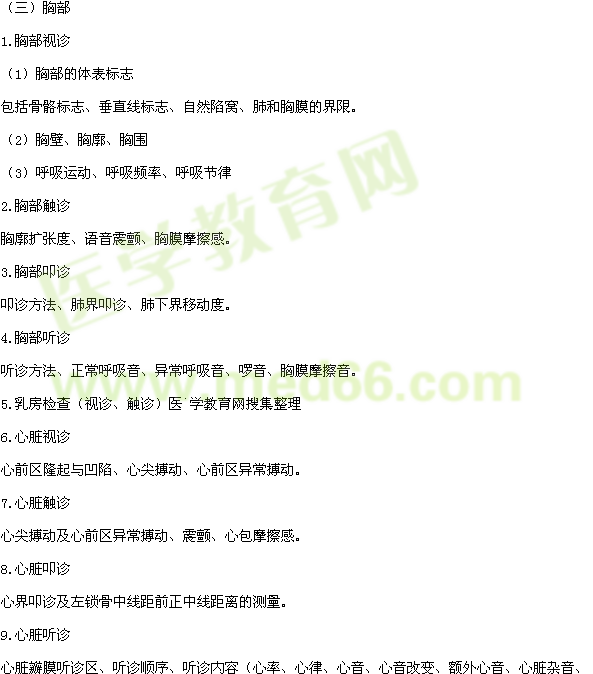 （三）胸部
1.胸部视诊
（1）胸部的体表标志
包括骨骼标志、垂直线标志、自然陷窝、肺和胸膜的界限。
（2）胸壁、胸廓、胸围
（3）呼吸运动、呼吸频率、呼吸节律
2.胸部触诊
胸廓扩张度、语音震颤、胸膜摩擦感。
3.胸部叩诊
叩诊方法、肺界叩诊、肺下界移动度。
4.胸部听诊
听诊方法、正常呼吸音、异常呼吸音、啰音、胸膜摩擦音。
5.乳房检查（视诊、触诊）医`学教育网搜集整理
6.心脏视诊
心前区隆起与凹陷、心尖搏动、心前区异常搏动。
7.心脏触诊
心尖搏动及心前区异常搏动、震颤、心包摩擦感。
8.心脏叩诊
心界叩诊及左锁骨中线距前正中线距离的测量。
9.心脏听诊
心脏瓣膜听诊区、听诊顺序、听诊内容（心率、心律、心音、心音改变、额外心音、心脏杂音、
医学教育网
www.med66.com